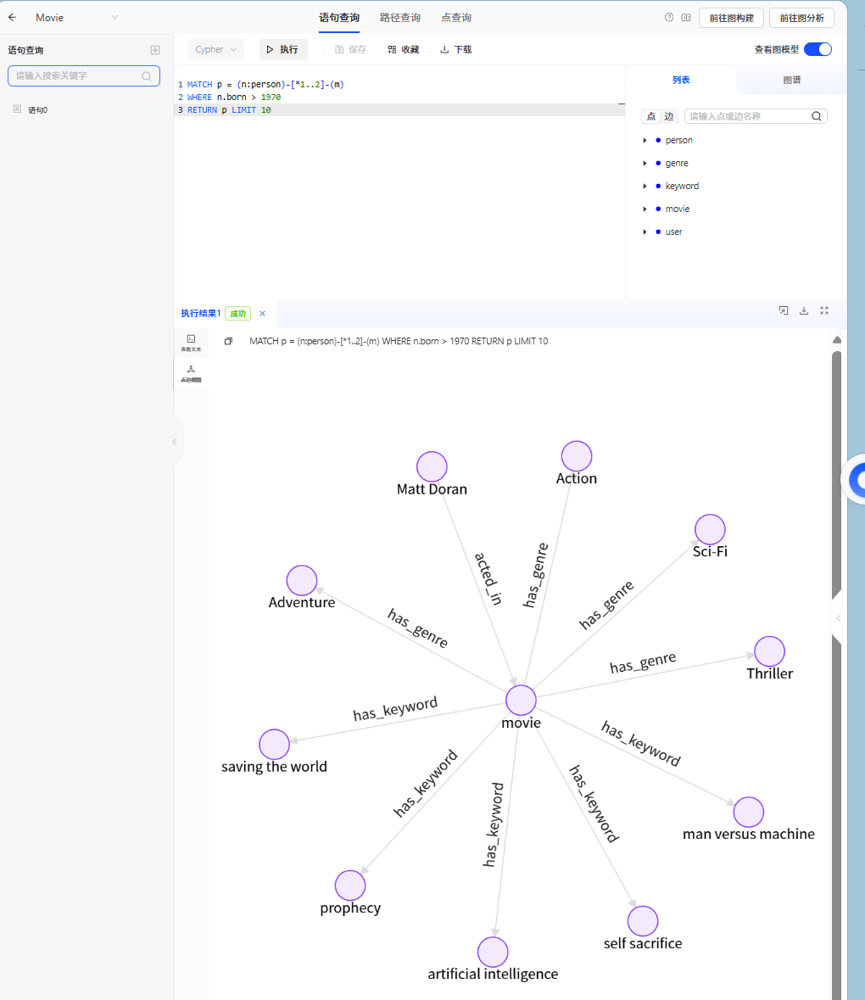 Movie
语句查询
路径查询
点查询
前往图构建
前往图分析
语句查询
请输入搜索关键字
语句0
Cypher
执行
保存
收藏
下载
查看图模型
1 MATCH p = (n:person)-[*1..2]-(m)
2 WHERE n.born > 1970
3 RETURN p LIMIT 10
列表
图谱
点 边
请输入点或边名称
person
genre
keyword
movie
user
执行结果1 成功
表格文本
点边视图
MATCH p = (n:person)-[*1..2]-(m) WHERE n.born > 1970 RETURN p LIMIT 10
Matt Doran
Action
Sci-Fi
Adventure
Thriller
acted_in
has_genre
has_genre
has_genre
has_genre
movie
saving the world
has_keyword
has_keyword
has_keyword
has_keyword
has_keyword
man versus machine
prophecy
self sacrifice
artificial intelligence